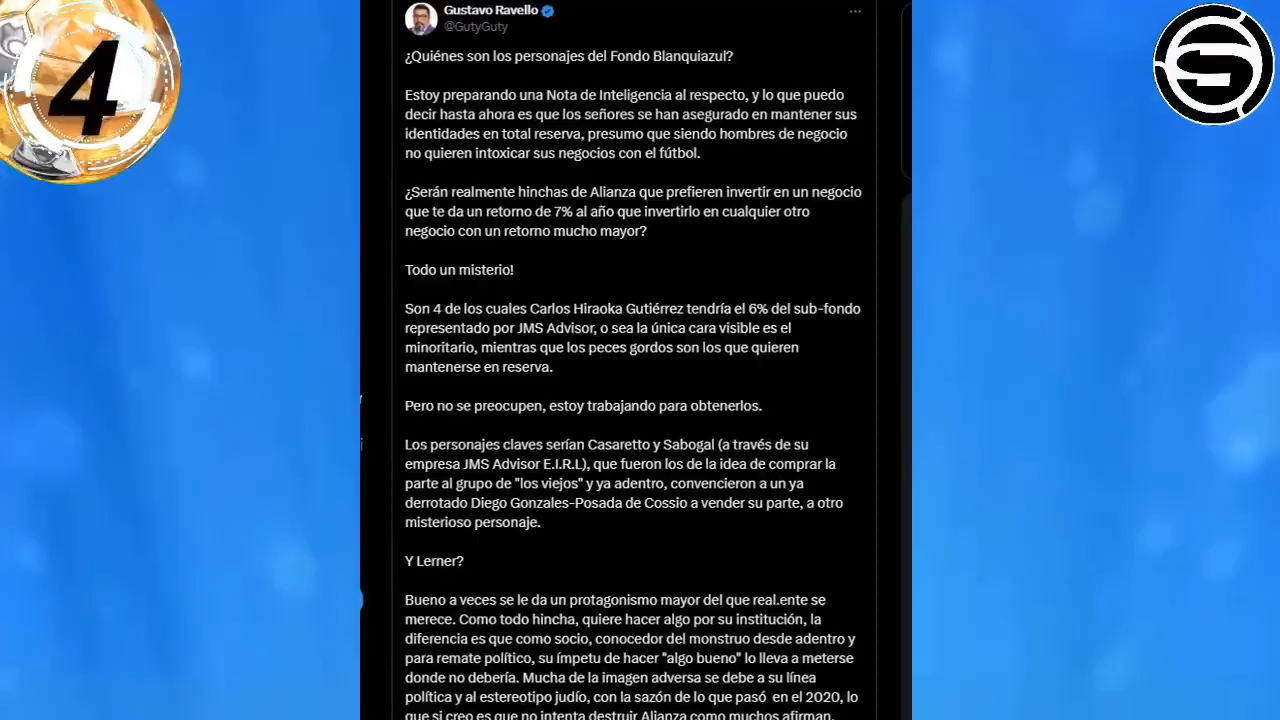 4
Gustavo Ravello
@GutyGuty
¿Quiénes son los personajes del Fondo Blanquiazul?
Estoy preparando una Nota de Inteligencia al respecto, y lo que puedo
decir hasta ahora es que los señores se han asegurado en mantener sus
identidades en total reserva, presumo que siendo hombres de negocio
no quieren intoxicar sus negocios con el fútbol.
¿Serán realmente hinchas de Alianza que prefieren invertir en un negocio
que te da un retorno de 7% al año que invertirlo en cualquier otro
negocio con un retorno mucho mayor?
Todo un misterio!
Son 4 de los cuales Carlos Hiraoka Gutiérrez tendría el 6% del sub-fondo
representado por JMS Advisor, o sea la única cara visible es el
minoritario, mientras que los peces gordos son los que quieren
mantenerse en reserva.
Pero no se preocupen, estoy trabajando para obtenerlos.
Los personajes claves serían Casaretto y Sabogal (a través de su
empresa JMS Advisor E.I.R.L), que fueron los de la idea de comprar la
parte al grupo de "los viejos" y ya adentro, convencieron a un ya
derrotado Diego Gonzales-Posada de Cossio a vender su parte, a otro
misterioso personaje.
Y Lerner?
Bueno a veces se le da un protagonismo mayor del que real.ente se
merece. Como todo hincha, quiere hacer algo por su institución, la
diferencia es que como socio, conocedor del monstruo desde adentro y
para remate político, su ímpetu de hacer "algo bueno" lo lleva a meterse
donde no debería. Mucha de la imagen adversa se debe a su línea
política y al estereotipo judío, con la sazón de lo que pasó en el 2020, lo
que si creo es que no intenta destruir Alianza como muchos afirman.